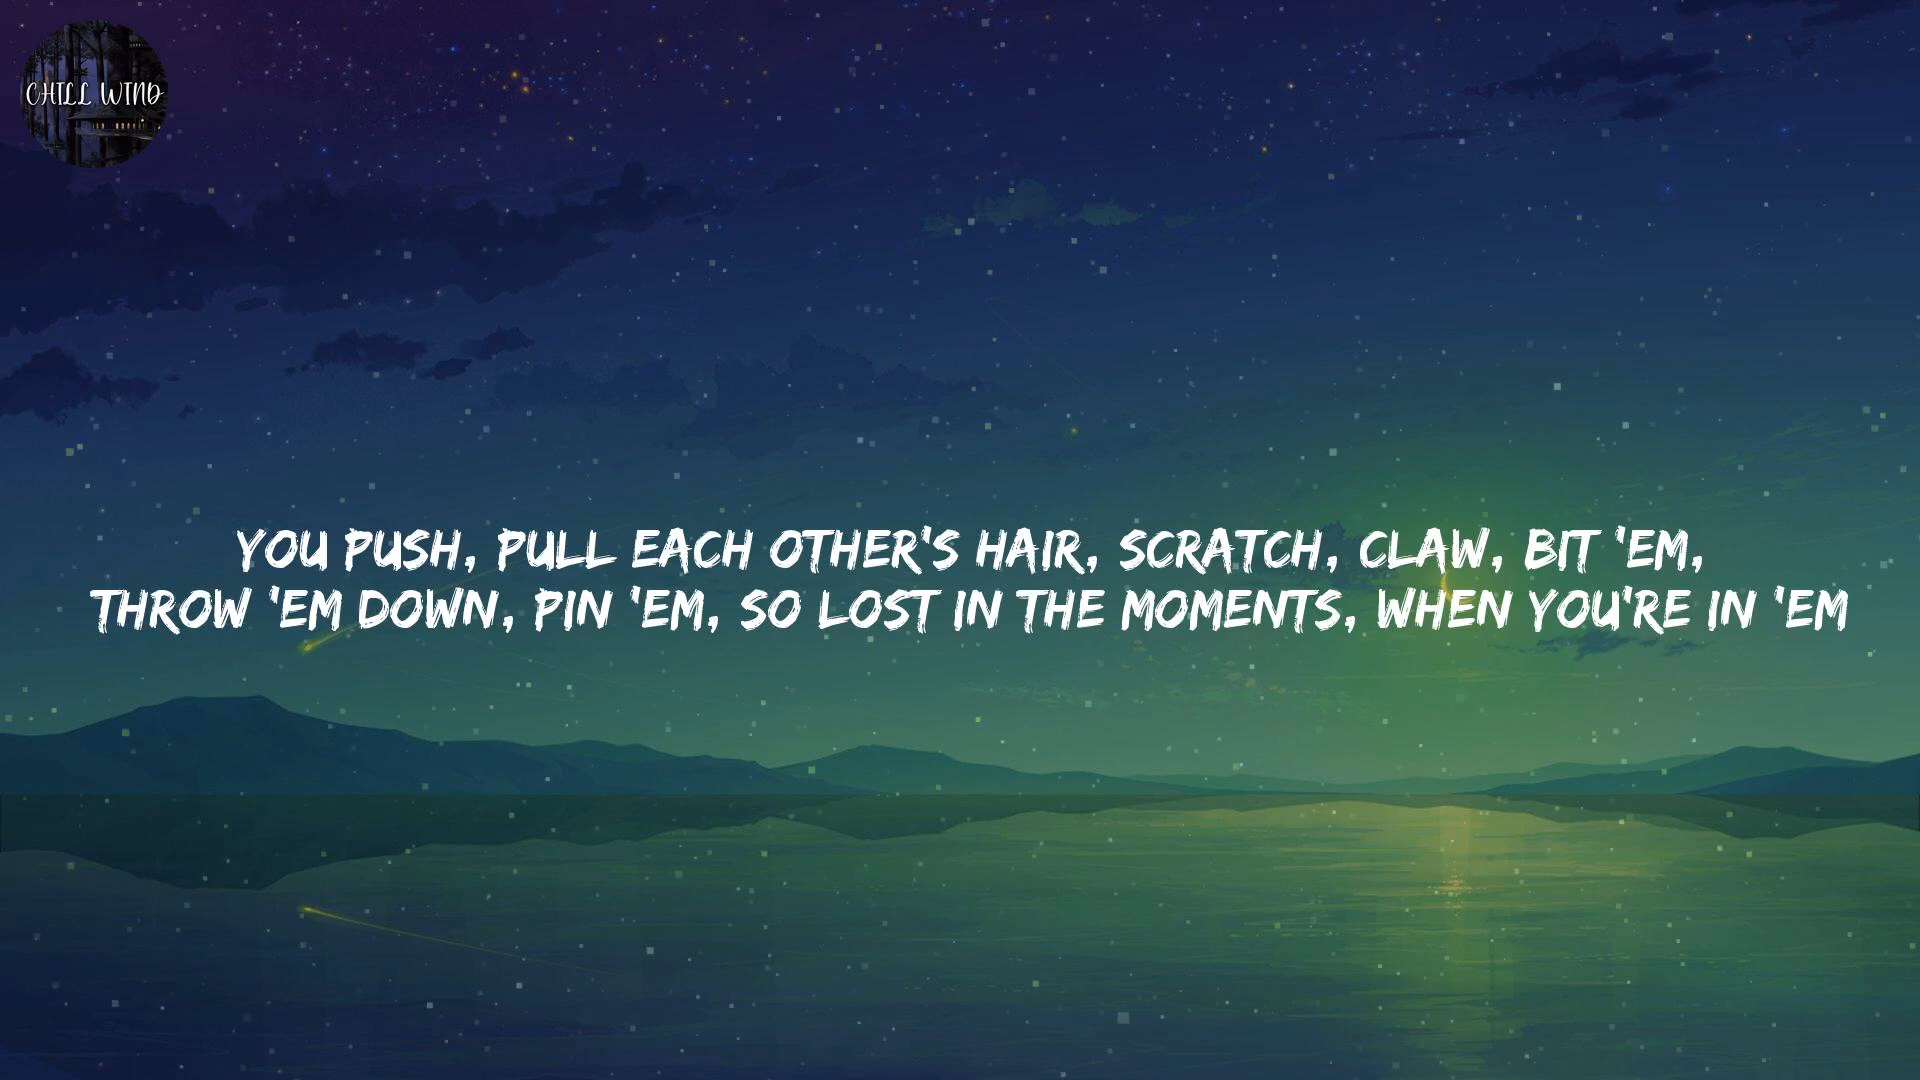 CHILL WIND
YOU PUSH, PULL EACH OTHER'S HAIR, SCRATCH, CLAW, BIT 'EM,
THROW 'EM DOWN, PIN 'EM, SO LOST IN THE MOMENTS, WHEN YOU'RE IN 'EM